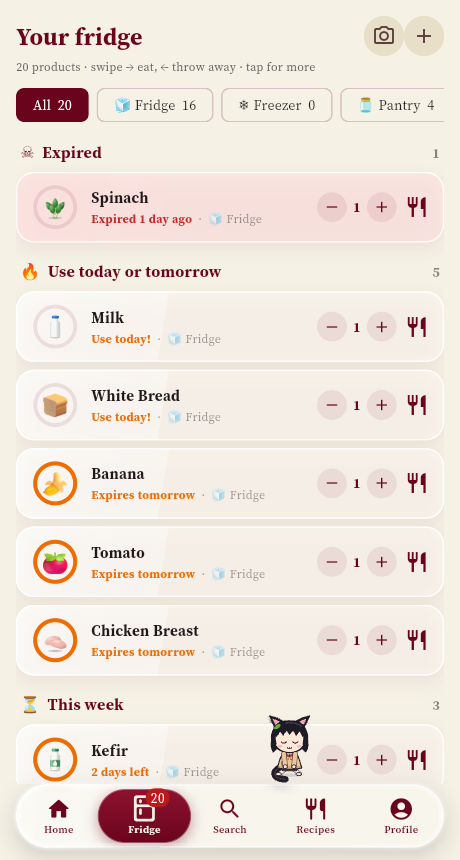 Your fridge
20 products · swipe → eat, ← throw away · tap for more
All 20
Fridge 16
Freezer 0
Pantry 4
Expired 1
Spinach
Expired 1 day ago · Fridge
1
Use today or tomorrow 5
Milk
Use today! · Fridge
1
White Bread
Use today! · Fridge
1
Banana
Expires tomorrow · Fridge
1
Tomato
Expires tomorrow · Fridge
1
Chicken Breast
Expires tomorrow · Fridge
1
This week 3
Kefir
2 days left · Fridge
1
20
Home
Fridge
Search
Recipes
Profile